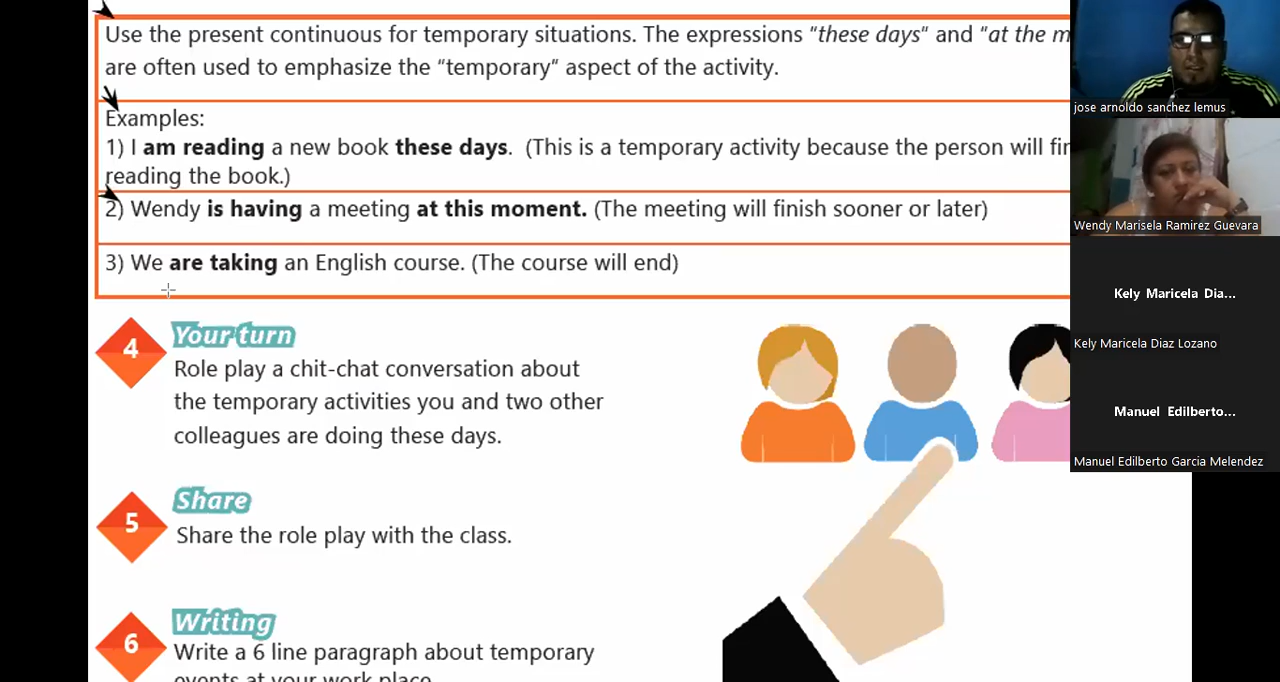 Use the present continuous for temporary situations. The expressions "these days" and "at the m
are often used to emphasize the "temporary" aspect of the activity.
Examples:
1) I am reading a new book these days. (This is a temporary activity because the person will fin
reading the book.)
2) Wendy is having a meeting at this moment. (The meeting will finish sooner or later)
3) We are taking an English course. (The course will end)
4 Your turn
Role play a chit-chat conversation about
the temporary activities you and two other
colleagues are doing these days.
5 Share
Share the role play with the class.
6 Writing
Write a 6 line paragraph about temporary
events at your work place
jose arnoldo sanchez lemus
Wendy Marisela Ramirez Guevara
Kely Maricela Dia...
Kely Maricela Diaz Lozano
Manuel Edilberto...
Manuel Edilberto Garcia Melendez